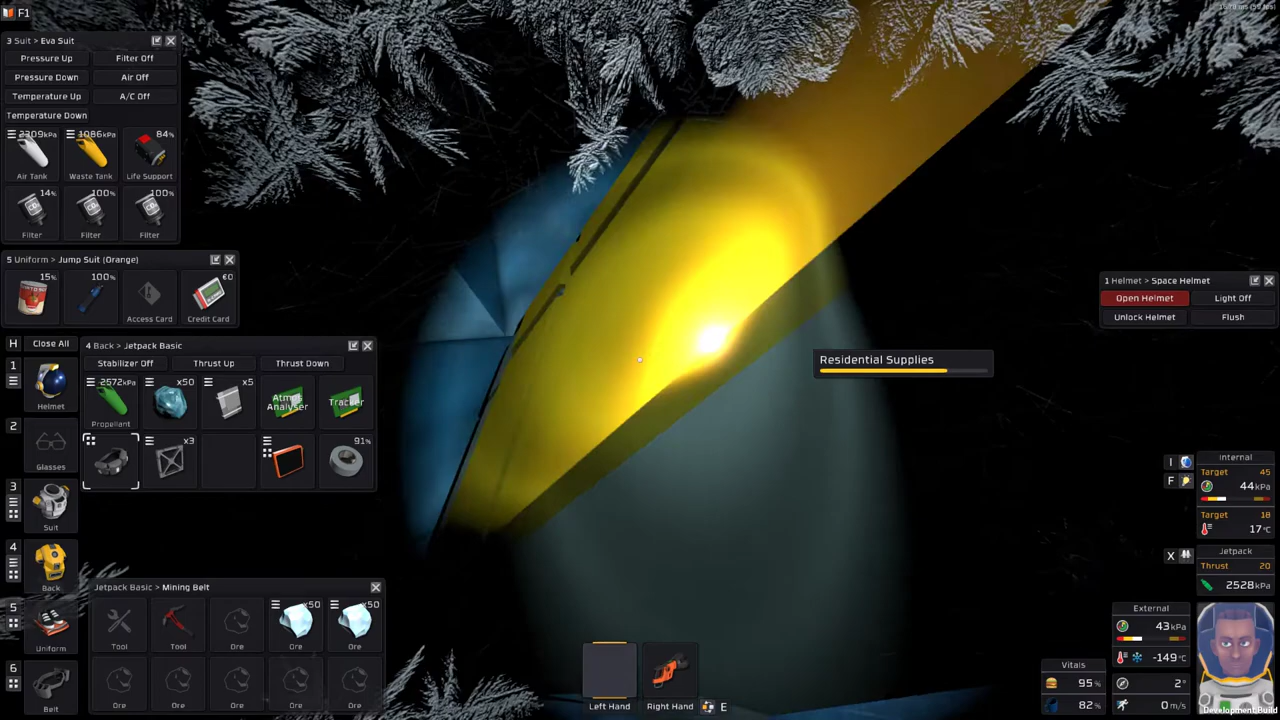 F1
3 Suit > Eva Suit
Pressure Up Filter Off
Pressure Down Air Off
Temperature Up A/C Off
Temperature Down
2309kPa 1086kPa 84%
Air Tank Waste Tank Life Support
14% 100% 100%
Filter Filter Filter
5 Uniform > Jump Suit (Orange)
15% 100% €0
Access Card Credit Card
H Close All
1 Helmet
2 Glasses
3 Suit
4 Back
5 Uniform
6 Belt
4 Back > Jetpack Basic
Stabilizer Off Thrust Up Thrust Down
2572kPa x50 x5
Propellant Atmos Analyser Tracker
x3 91%
Jetpack Basic > Mining Belt
x50 x50
Tool Tool Ore Ore Ore
Ore Ore Ore Ore Ore
Residential Supplies
Left Hand Right Hand E
1 Helmet > Space Helmet
Open Helmet Light Off
Unlock Helmet Flush
Internal
I Target 45
F 44kPa
Target 18
17°C
Jetpack
X Thrust 20
2528kPa
External
43kPa
-149°C
2°
0m/s
Vitals
95%
82%
Development Build